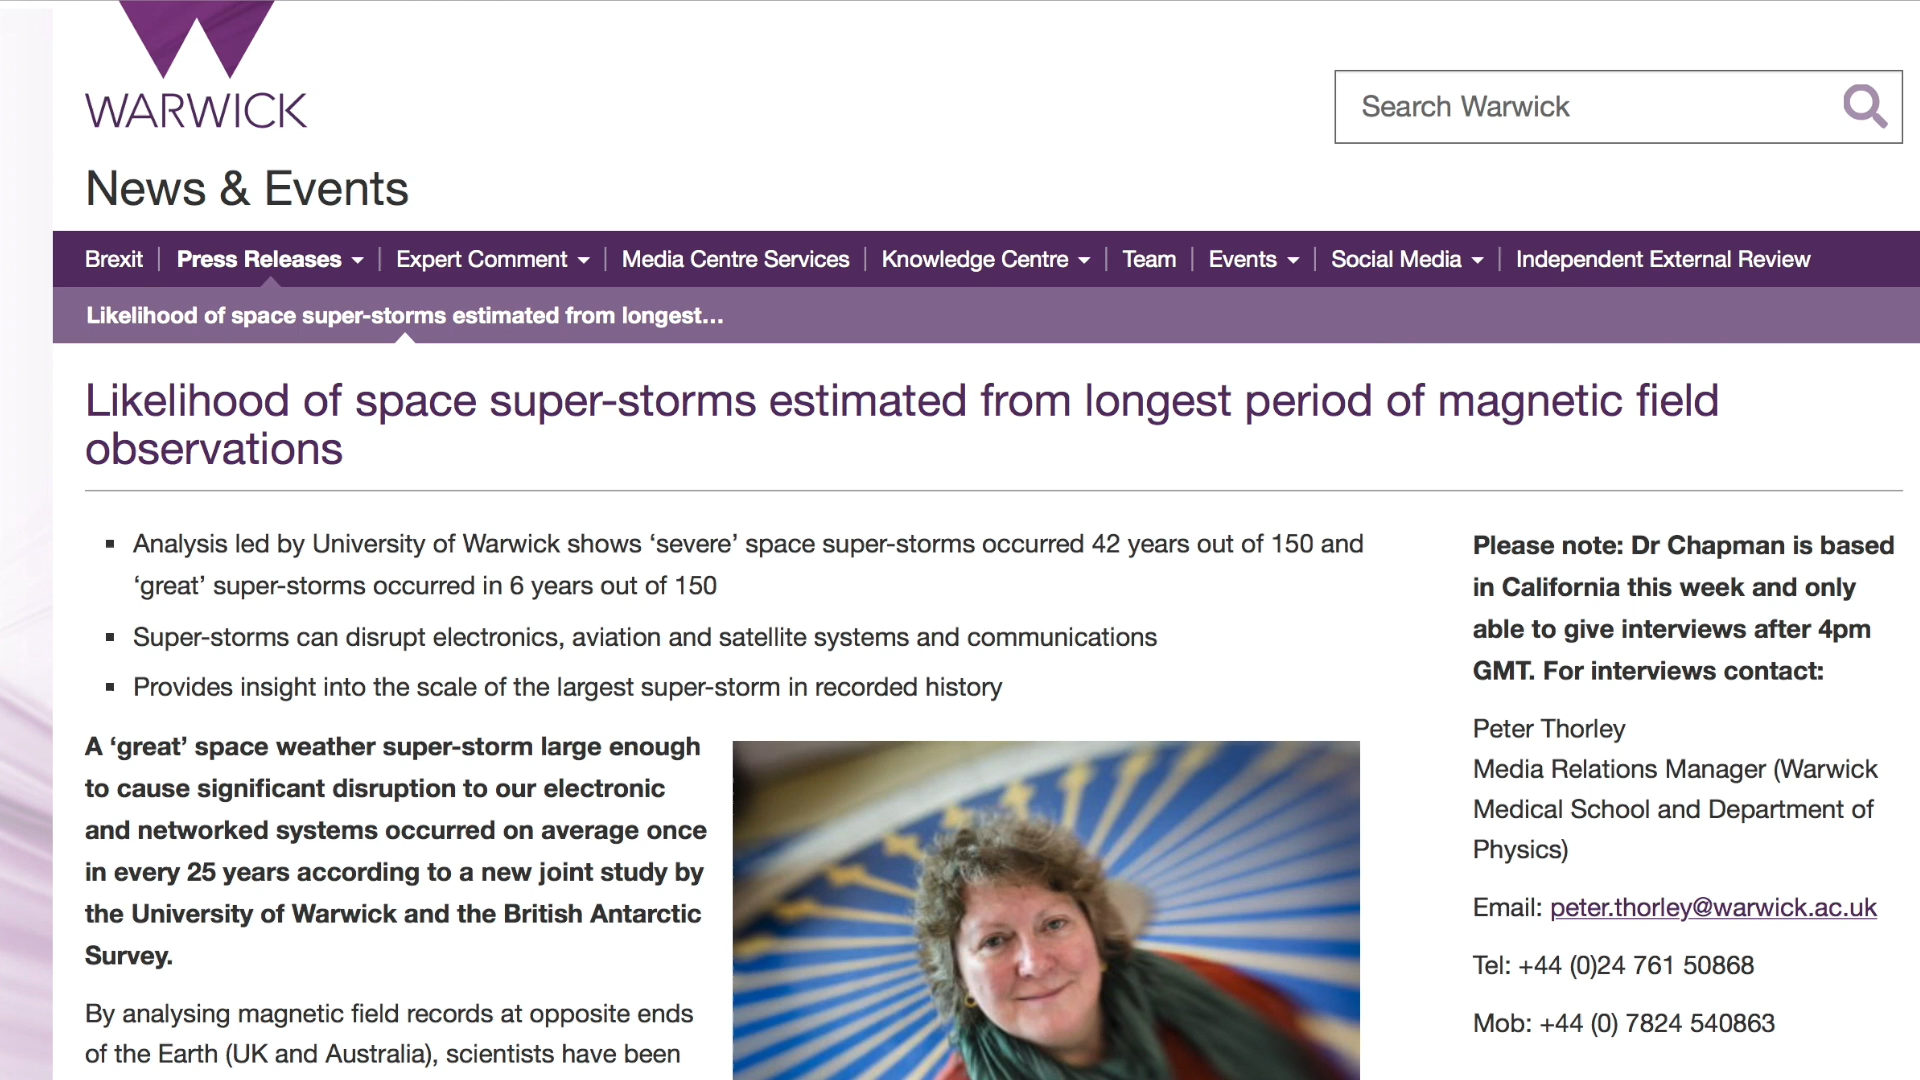 WARWICK
Search Warwick
News & Events
Brexit
Press Releases
Expert Comment
Media Centre Services
Knowledge Centre
Team
Events
Social Media
Independent External Review
Likelihood of space super-storms estimated from longest...
Likelihood of space super-storms estimated from longest period of magnetic field
observations
Analysis led by University of Warwick shows ‘severe’ space super-storms occurred 42 years out of 150 and
‘great’ super-storms occurred in 6 years out of 150
Super-storms can disrupt electronics, aviation and satellite systems and communications
Provides insight into the scale of the largest super-storm in recorded history
A ‘great’ space weather super-storm large enough
to cause significant disruption to our electronic
and networked systems occurred on average once
in every 25 years according to a new joint study by
the University of Warwick and the British Antarctic
Survey.
By analysing magnetic field records at opposite ends
of the Earth (UK and Australia), scientists have been
Please note: Dr Chapman is based
in California this week and only
able to give interviews after 4pm
GMT. For interviews contact:
Peter Thorley
Media Relations Manager (Warwick
Medical School and Department of
Physics)
Email: peter.thorley@warwick.ac.uk
Tel: +44 (0)24 761 50868
Mob: +44 (0) 7824 540863